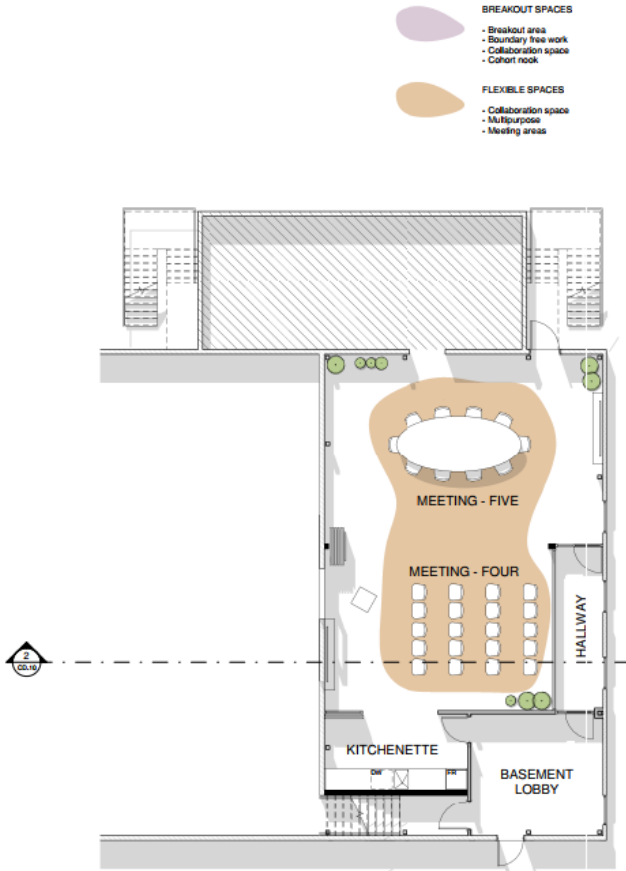 BREAKOUT SPACES
- Breakout area
- Boundary free work
- Collaboration space
- Cohort nook
FLEXIBLE SPACES
- Collaboration space
- Multipurpose
- Meeting areas
MEETING - FIVE
MEETING - FOUR
HALLWAY
2
CD.10
KITCHENETTE
DW
FR
BASEMENT
LOBBY